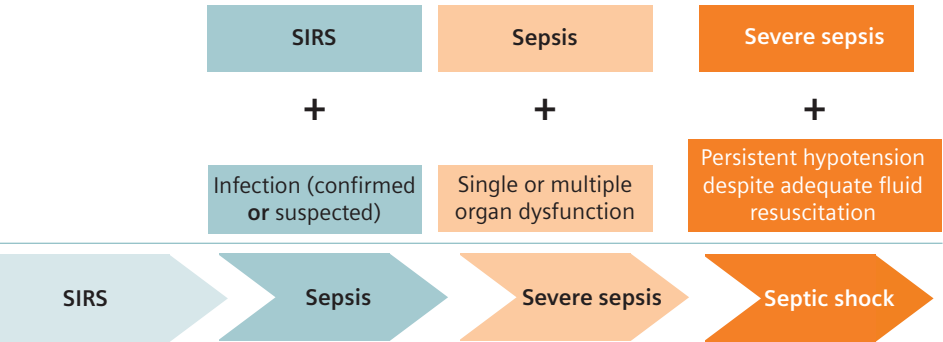 SIRS
Sepsis
Severe sepsis
+
+
+
Infection (confirmed
or suspected)
Single or multiple
organ dysfunction
Persistent hypotension
despite adequate fluid
resuscitation
SIRS
Sepsis
Severe sepsis
Septic shock